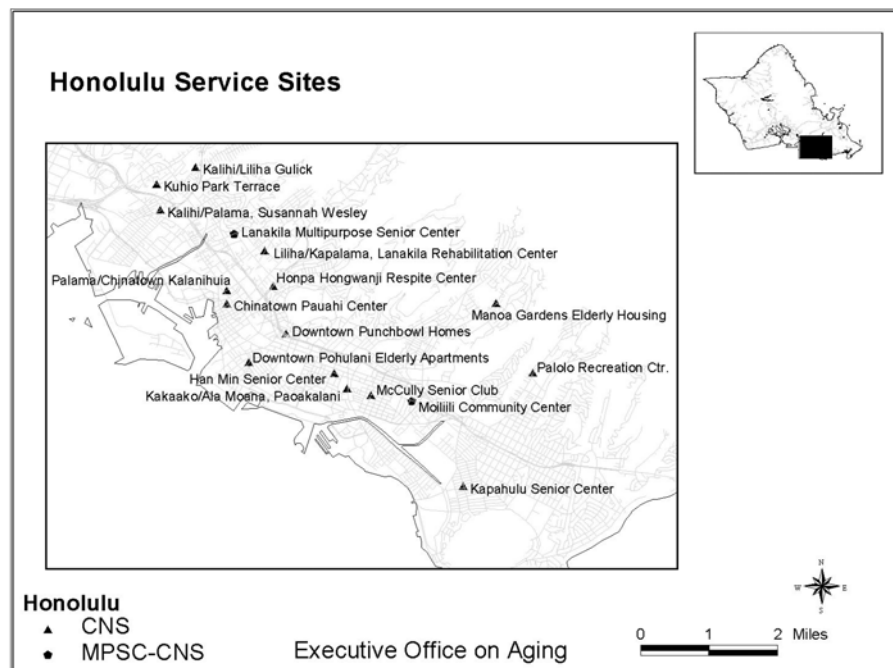 Honolulu Service Sites
Kalihi/Liliha Gulick
Kuhio Park Terrace
Kalihi/Palama, Susannah Wesley
Lanakila Multipurpose Senior Center
Liliha/Kapalama, Lanakila Rehabilitation Center
Honpa Hongwanji Respite Center
Palama/Chinatown Kalanihuia
Chinatown Pauahi Center
Manoa Gardens Elderly Housing
Downtown Punchbowl Homes
Downtown Pohulani Elderly Apartments
Palolo Recreation Ctr.
Han Min Senior Center
Kakaako/Ala Moana, Paoakalani
McCully Senior Club
Moiliili Community Center
Kapahulu Senior Center
N
W E
S
Honolulu
CNS
MPSC-CNS
Executive Office on Aging
0 1 2 Miles